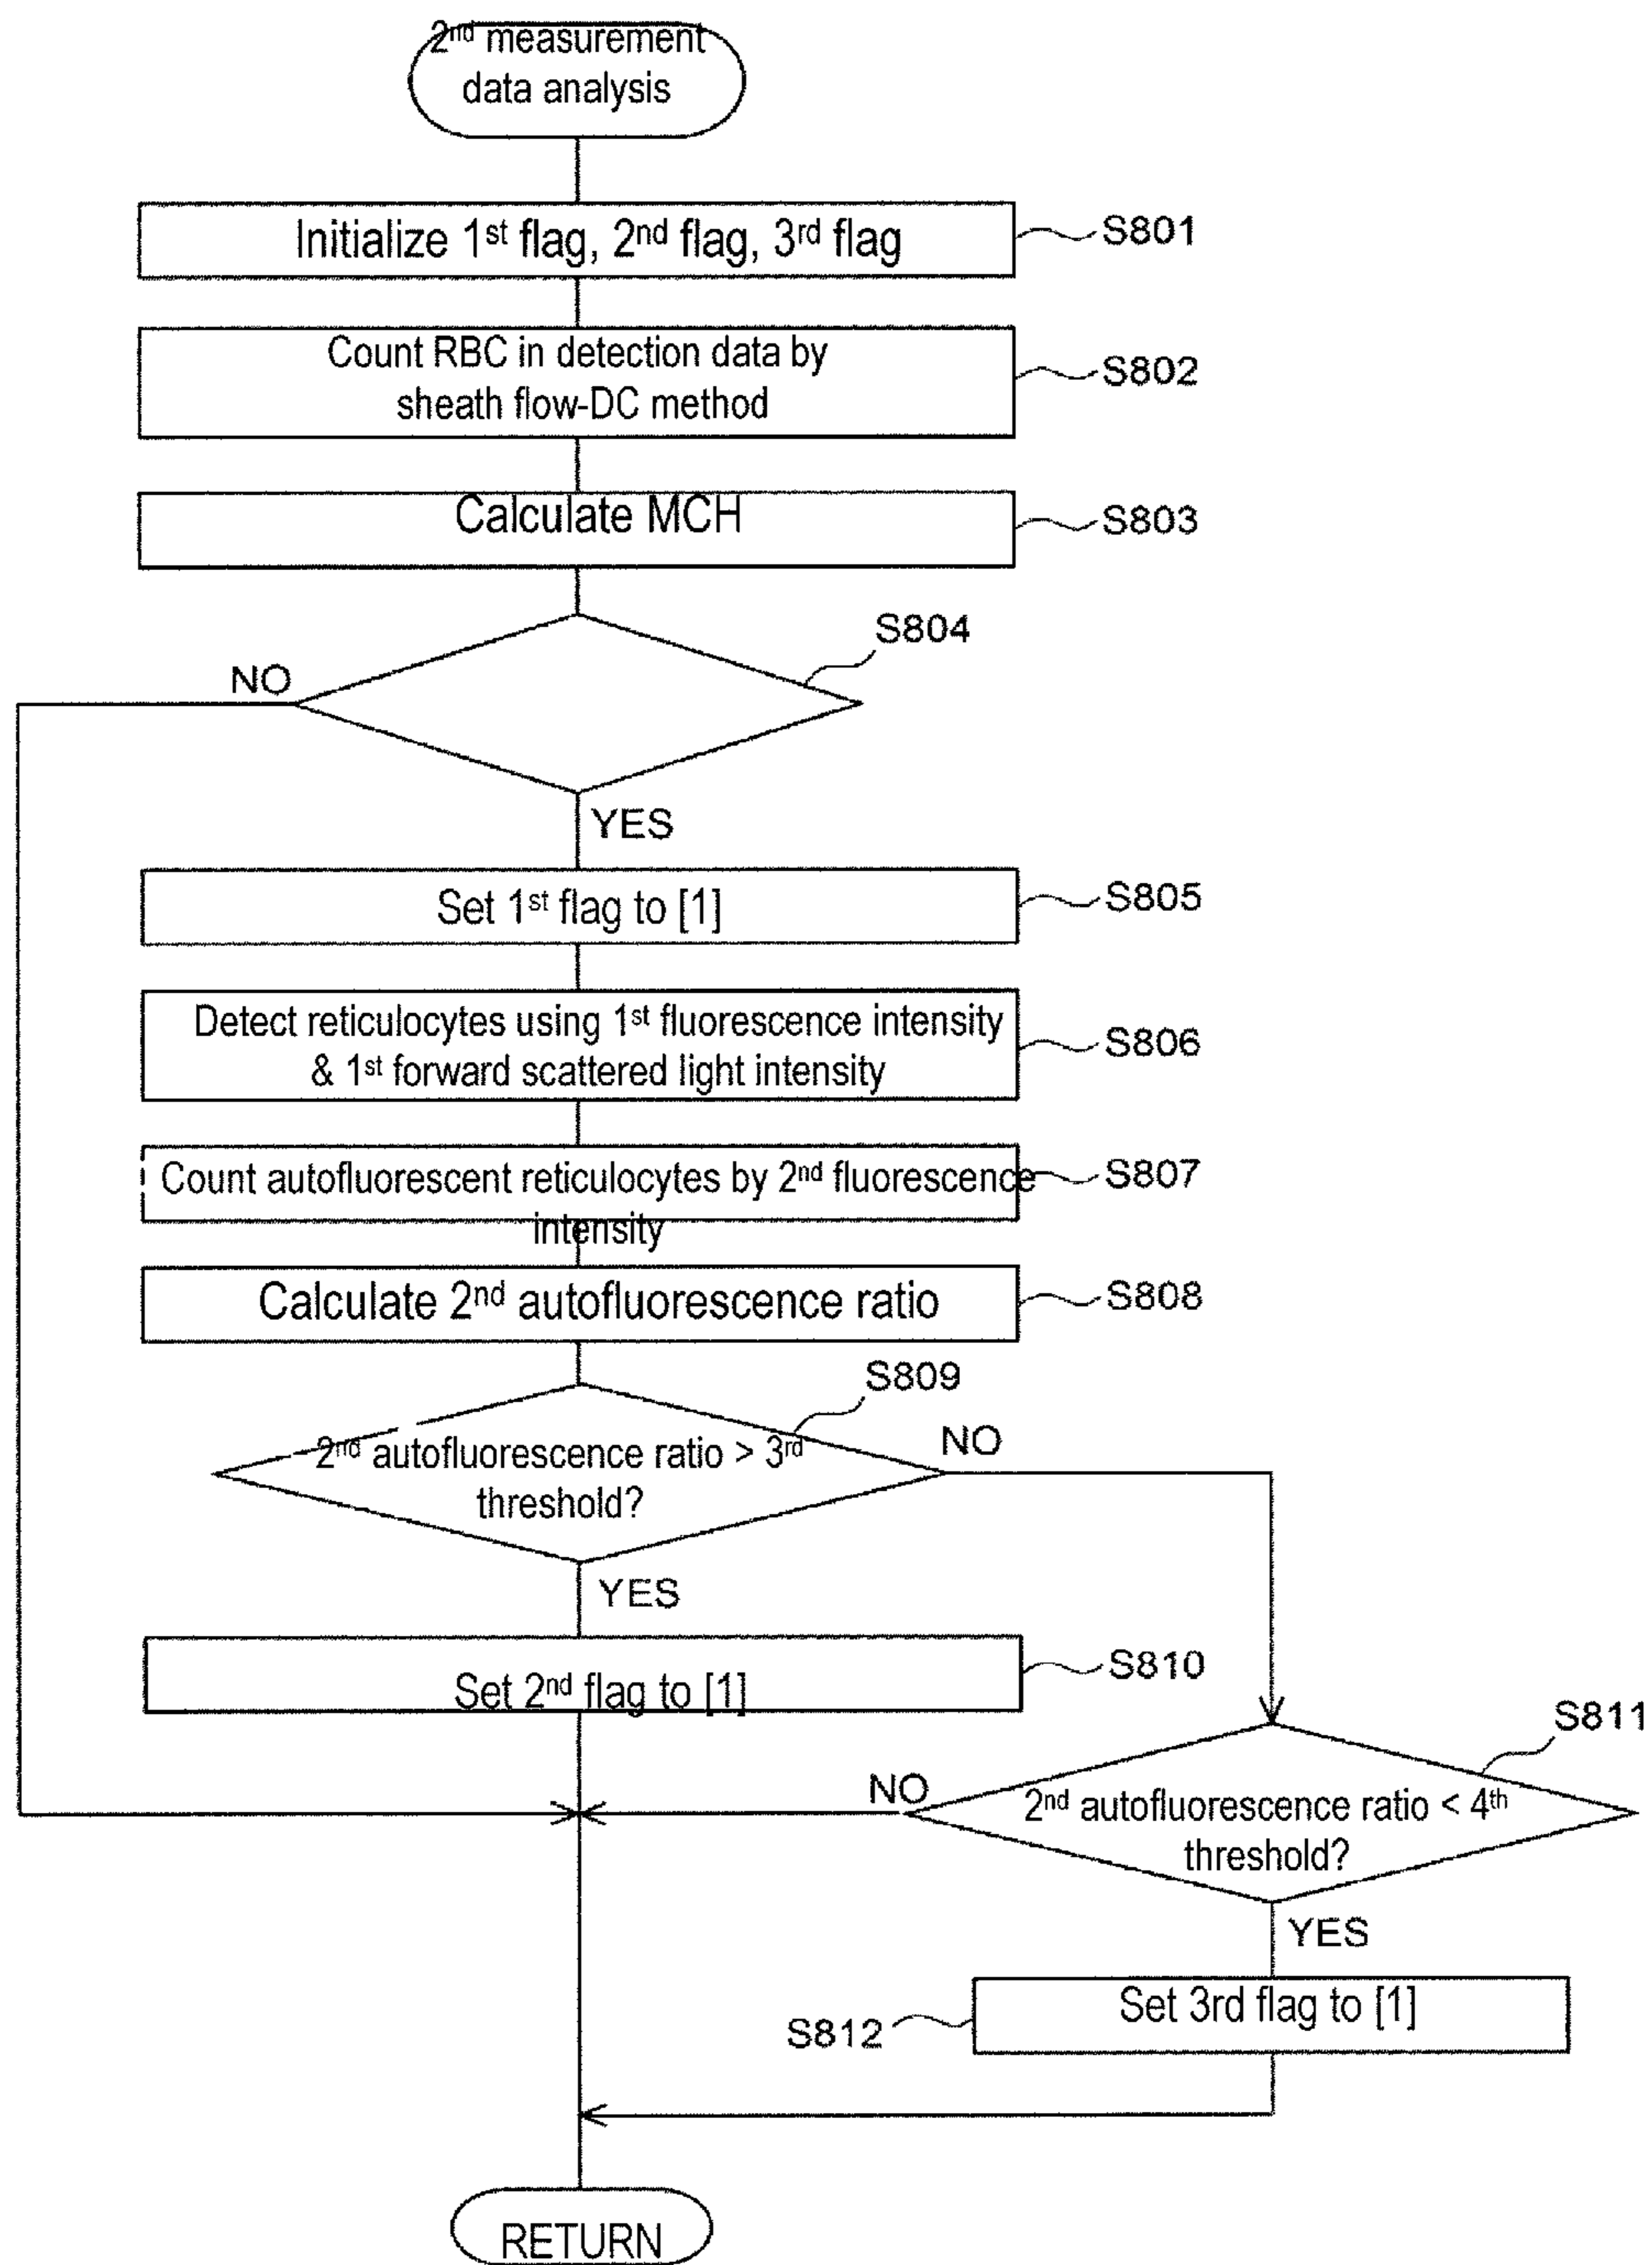 2nd measurement
data analysis
Initialize 1st flag, 2nd flag, 3rd flag
S801
Count RBC in detection data by
sheath flow-DC method
S802
Calculate MCH
S803
S804
NO
YES
Set 1st flag to [1]
S805
Detect reticulocytes using 1st fluorescence intensity
& 1st forward scattered light intensity
S806
Count autofluorescent reticulocytes by 2nd fluorescence
intensity
S807
Calculate 2nd autofluorescence ratio
S808
S809
2nd autofluorescence ratio > 3rd
threshold?
NO
YES
Set 2nd flag to [1]
S810
S811
NO
2nd autofluorescence ratio < 4th
threshold?
YES
Set 3rd flag to [1]
S812
RETURN